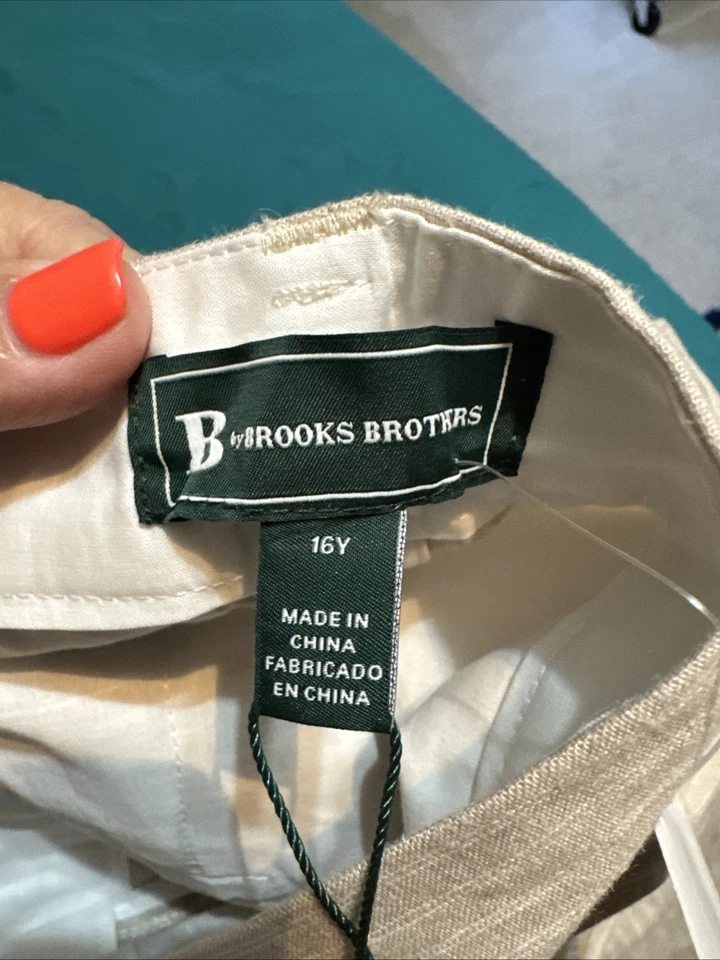 B by BROOKS BROTHERS
16Y
MADE IN
CHINA
FABRICADO
EN CHINA